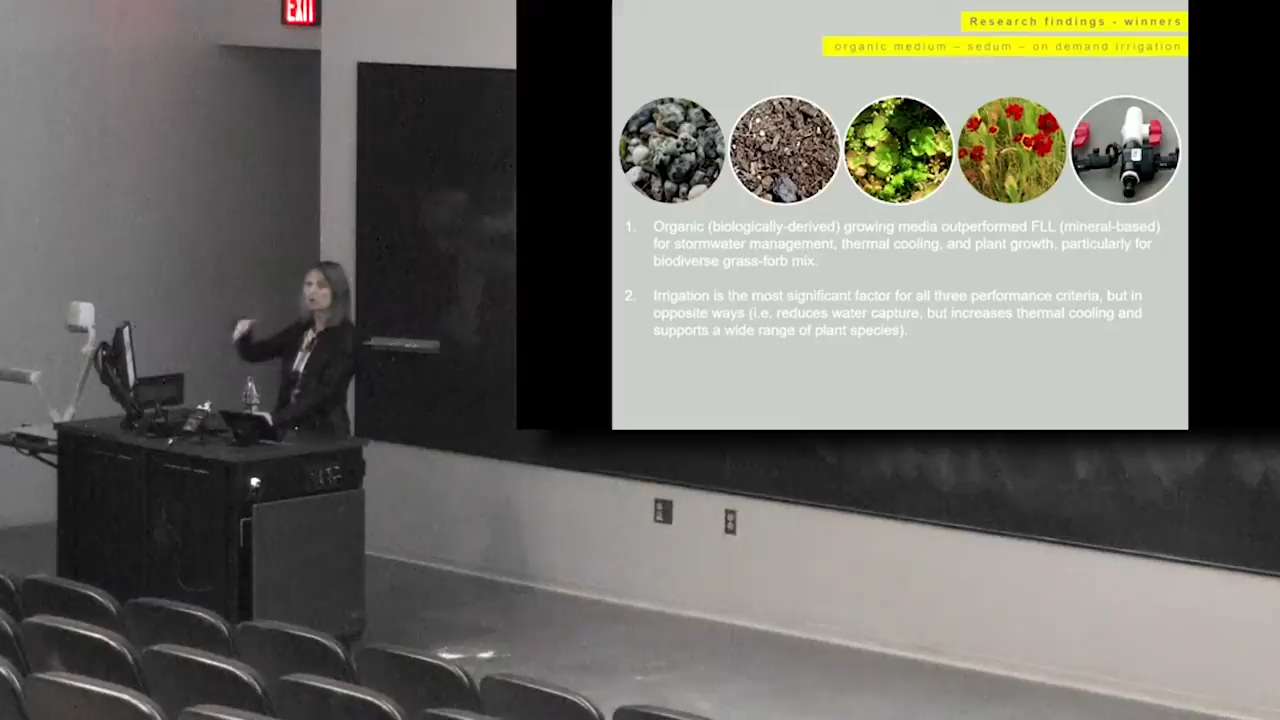 EXIT
Research findings - winners
organic medium – sedum – on demand irrigation
1. Organic (biologically-derived) growing media outperformed FLL (mineral-based)
for stormwater management, thermal cooling, and plant growth, particularly for
biodiverse grass-forb mix.
2. Irrigation is the most significant factor for all three performance criteria, but in
opposite ways (i.e. reduces water capture, but increases thermal cooling and
supports a wide range of plant species).